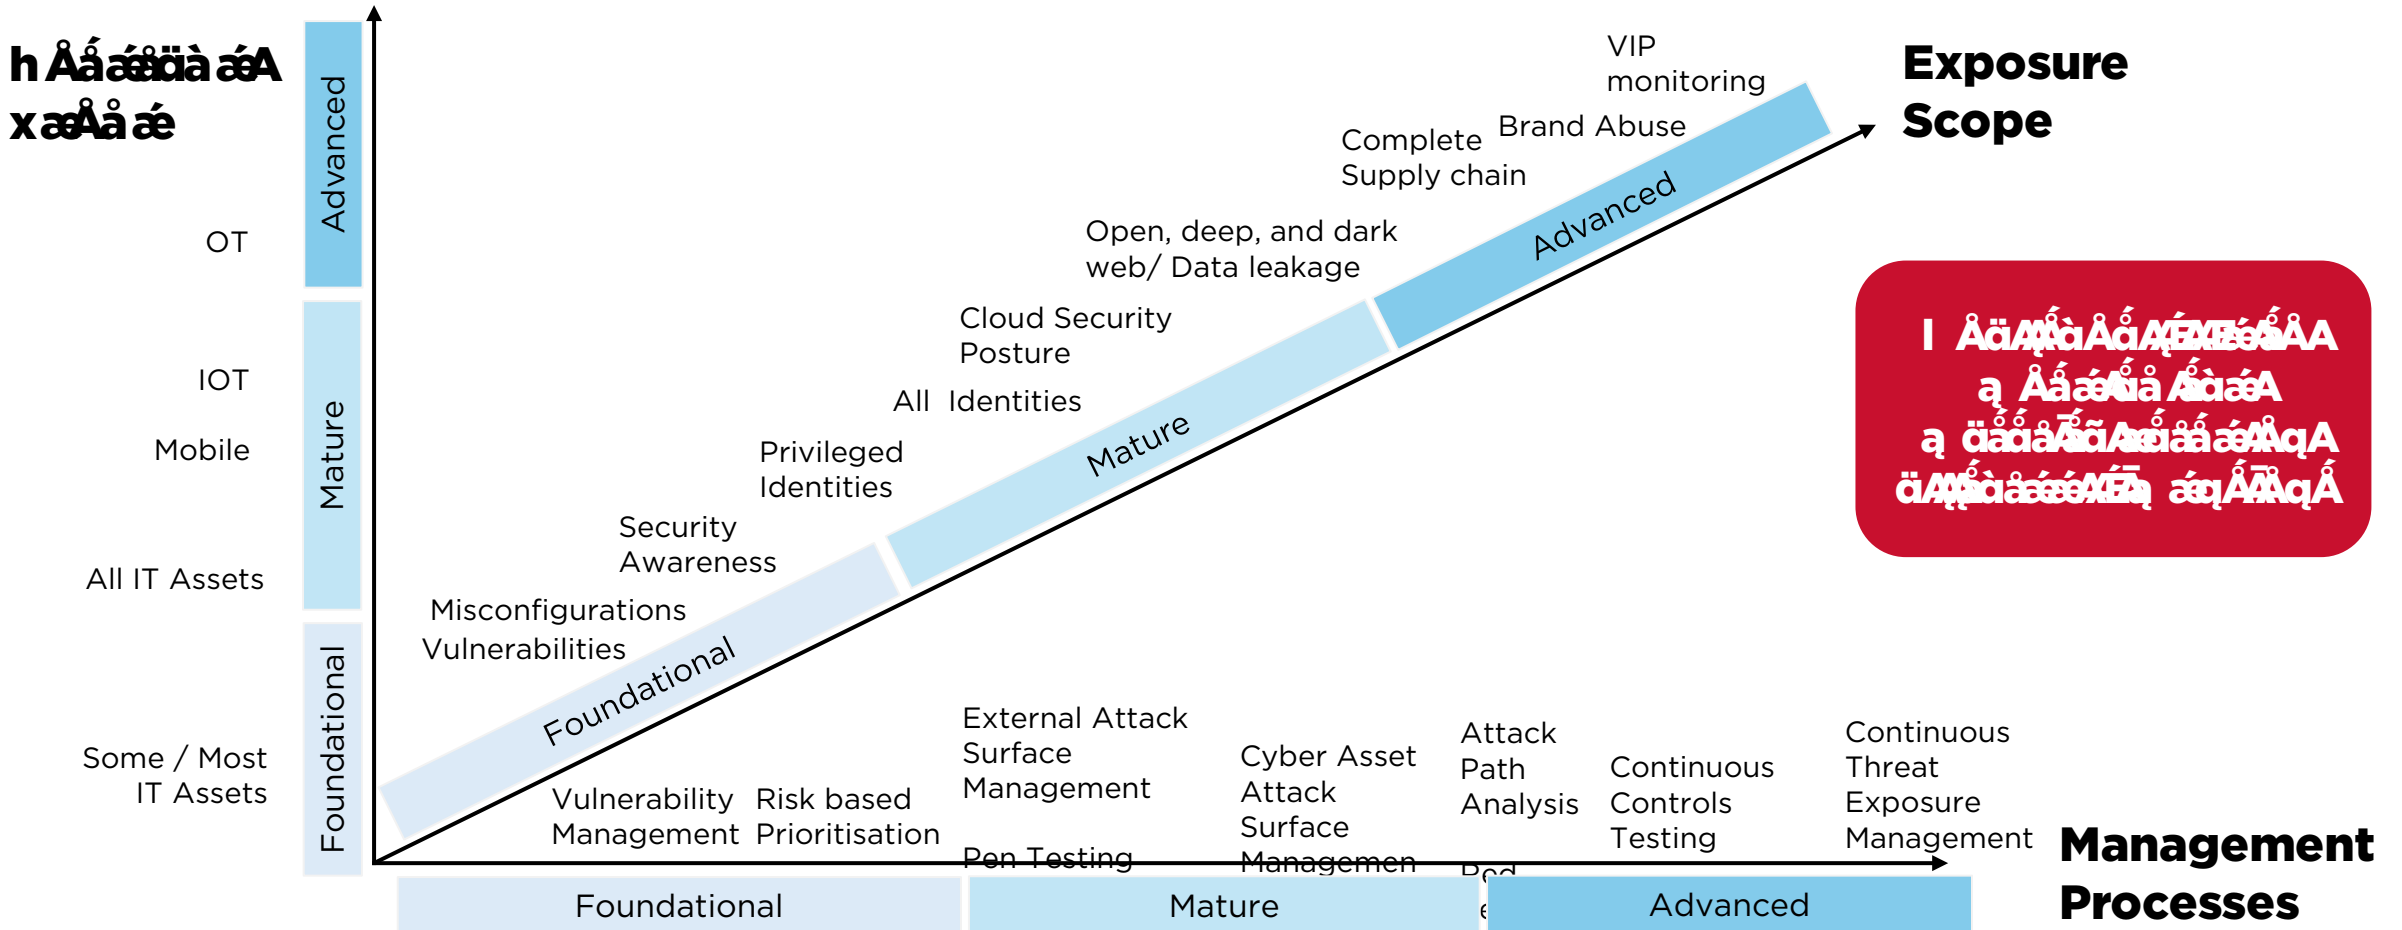 Advanced
OT
Mature
IOT
Mobile
All IT Assets
Foundational
Some / Most
IT Assets
Exposure
Scope
VIP
monitoring
Brand Abuse
Complete
Supply chain
Advanced
Open, deep, and dark
web/ Data leakage
Cloud Security
Posture
All Identities
Mature
Privileged
Identities
Security
Awareness
Misconfigurations
Vulnerabilities
Foundational
Vulnerability
Management
Risk based
Prioritisation
External Attack
Surface
Management
Pen Testing
Cyber Asset
Attack
Surface
Managemen
Attack
Path
Analysis
Continuous
Controls
Testing
Continuous
Threat
Exposure
Management
Management
Processes
Foundational
Mature
Advanced